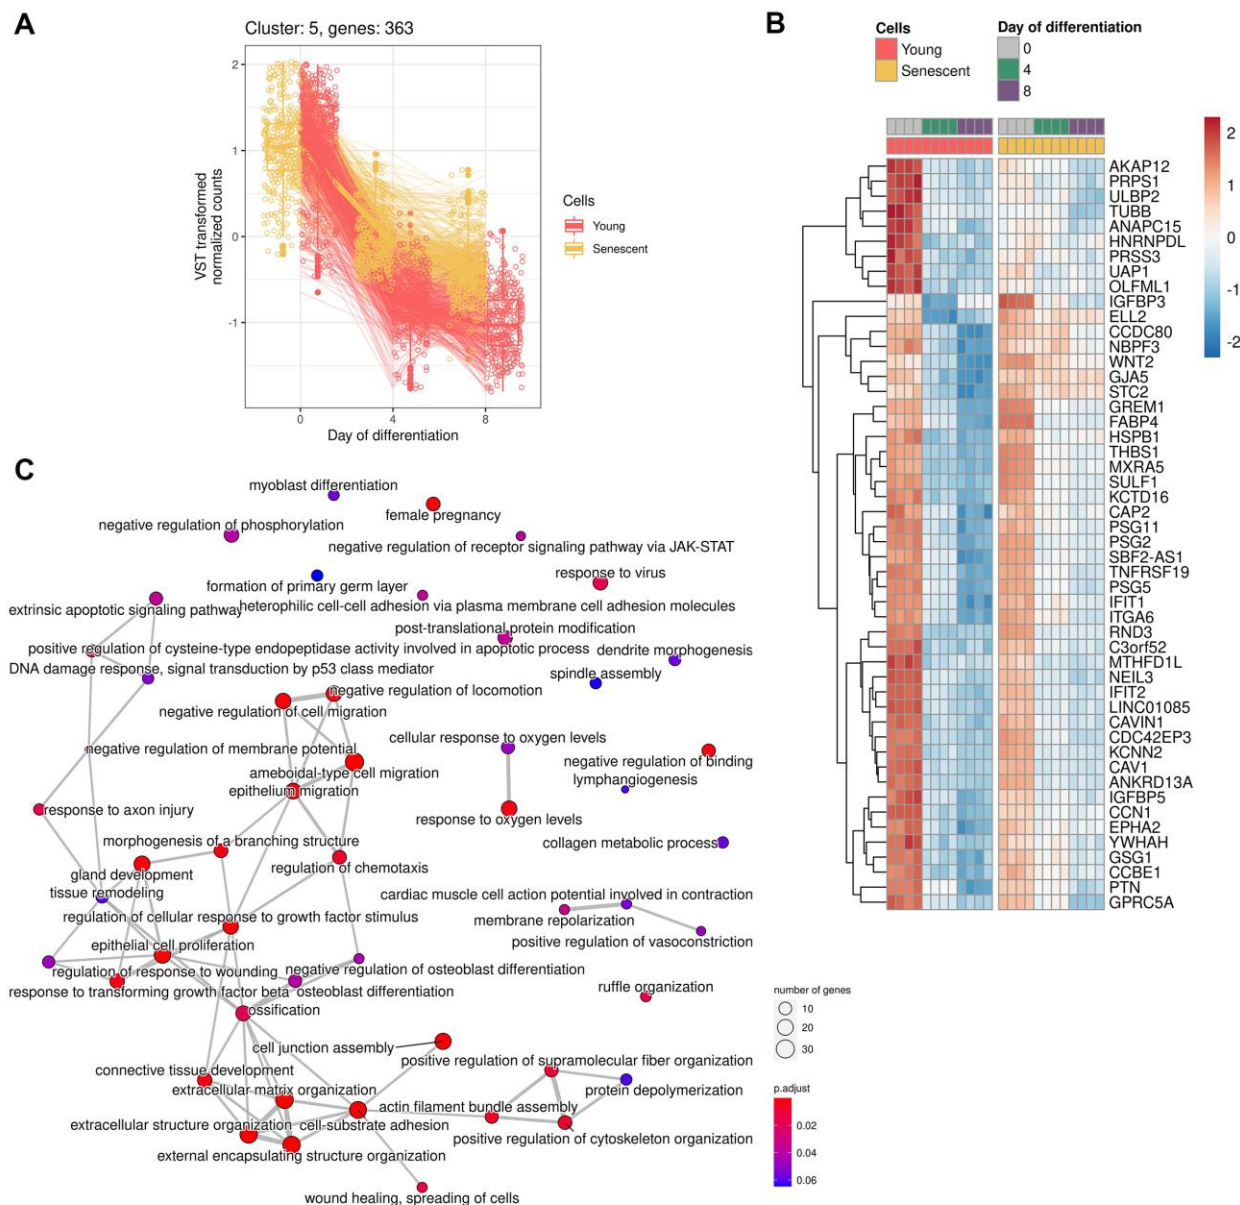 A
Cluster: 5, genes: 363
VST transformed
normalized counts
2
1
0
-1
0
4
8
Day of differentiation
Cells
Young
Senescent
B
Cells
Young
Senescent
Day of differentiation
0
4
8
2
1
0
-1
-2
AKAP12
PRPS1
ULBP2
TUBB
ANAPC15
HNRNPDL
PRSS3
UAP1
OLFML1
IGFBP3
ELL2
CCDC80
NBPF3
WNT2
GJA5
STC2
GREM1
FABP4
HSPB1
THBS1
MXRA5
SULF1
KCTD16
CAP2
PSG11
PSG2
SBF2-AS1
TNFRSF19
PSG5
IFIT1
ITGA6
RND3
C3orf52
MTHFD1L
NEIL3
IFIT2
LINC01085
CAVIN1
CDC42EP3
KCNN2
CAV1
ANKRD13A
IGFBP5
CCN1
EPHA2
YWHAH
GSG1
CCBE1
PTN
GPRC5A
C
myoblast differentiation
female pregnancy
negative regulation of phosphorylation
negative regulation of receptor signaling pathway via JAK-STAT
response to virus
formation of primary germ layer
extrinsic apoptotic signaling pathway
heterophilic cell-cell adhesion via plasma membrane cell adhesion molecules
post-translational protein modification
positive regulation of cysteine-type endopeptidase activity involved in apoptotic process
dendrite morphogenesis
DNA damage response, signal transduction by p53 class mediator
spindle assembly
negative regulation of locomotion
negative regulation of cell migration
cellular response to oxygen levels
negative regulation of membrane potential
negative regulation of binding
ameboidal-type cell migration
lymphangiogenesis
epithelium migration
response to axon injury
response to oxygen levels
morphogenesis of a branching structure
collagen metabolic process
regulation of chemotaxis
gland development
tissue remodeling
cardiac muscle cell action potential involved in contraction
regulation of cellular response to growth factor stimulus
membrane repolarization
epithelial cell proliferation
positive regulation of vasoconstriction
regulation of response to wounding
negative regulation of osteoblast differentiation
response to transforming growth factor beta
osteoblast differentiation
ruffle organization
ossification
cell junction assembly
positive regulation of supramolecular fiber organization
connective tissue development
protein depolymerization
extracellular matrix organization
actin filament bundle assembly
extracellular structure organization
cell-substrate adhesion
positive regulation of cytoskeleton organization
external encapsulating structure organization
wound healing, spreading of cells
number of genes
10
20
30
p.adjust
0.02
0.04
0.06